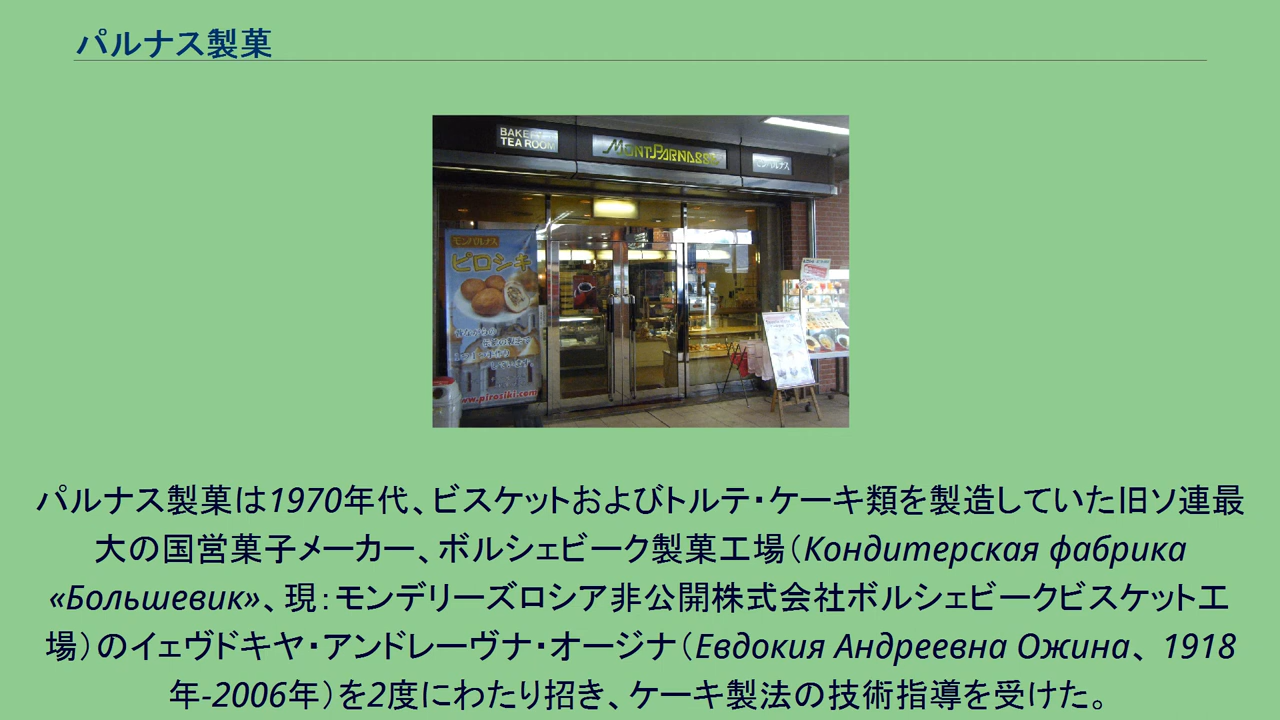 パルナス製菓
BAKE
TEA ROOM
MONTPARNASSE
モンパルナス
モンパルナス
ピロシキ
www.pirosiki.com
パルナス製菓は1970年代、ビスケットおよびトルテ・ケーキ類を製造していた旧ソ連最
大の国営菓子メーカー、ボルシェビーク製菓工場（Кондитерская фабрика
«Большевик»、現：モンデリーズロシア非公開株式会社ボルシェビークビスケット工
場）のイェヴドキヤ・アンドレーヴナ・オージナ（Евдокия Андреевна Ожина、1918
年-2006年）を2度にわたり招き、ケーキ製法の技術指導を受けた。